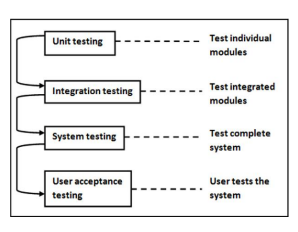 Unit testing
Test individual
modules
Integration testing
Test integrated
modules
System testing
Test complete
system
User acceptance
testing
User tests the
system